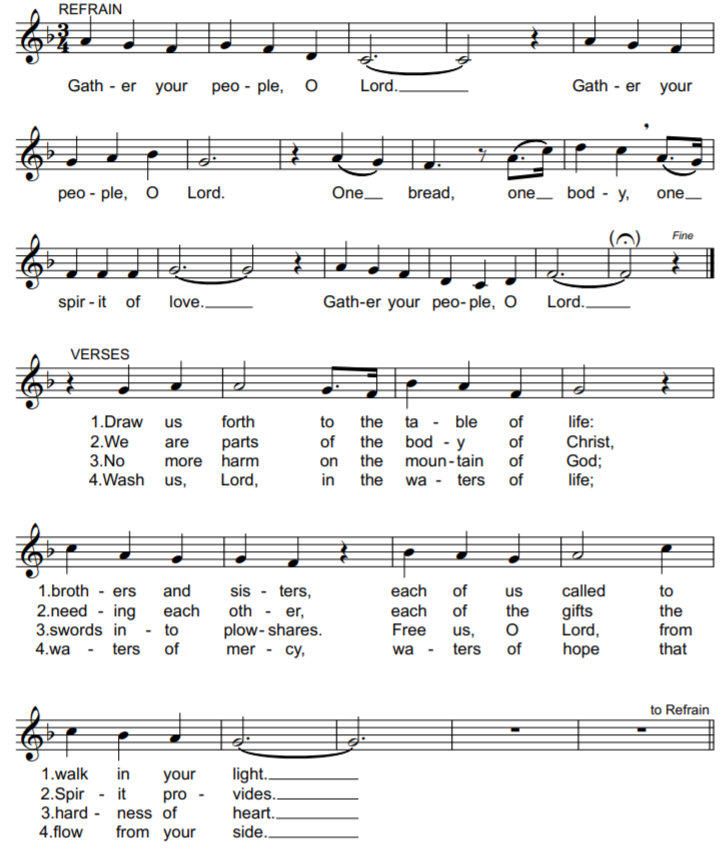 REFRAIN
3
4
Gath - er your peo - ple, O Lord. Gath - er your
peo - ple, O Lord. One bread, one bod - y, one
Fine
spir - it of love. Gath-er your peo- ple, O Lord.
VERSES
1.Draw us forth to the ta - ble of life:
2.We are parts of the bod - y of Christ,
3.No more harm on the moun-tain of God;
4.Wash us, Lord, in the wa - ters of life;
1.broth - ers and sis - ters, each of us called to
2.need - ing each oth - er, each of the gifts the
3.swords in - to plow-shares. Free us, O Lord, from
4.wa - ters of mer - cy, wa - ters of hope that
to Refrain
1.walk in your light.
2.Spir - it pro - vides.
3.hard - ness of heart.
4.flow from your side.